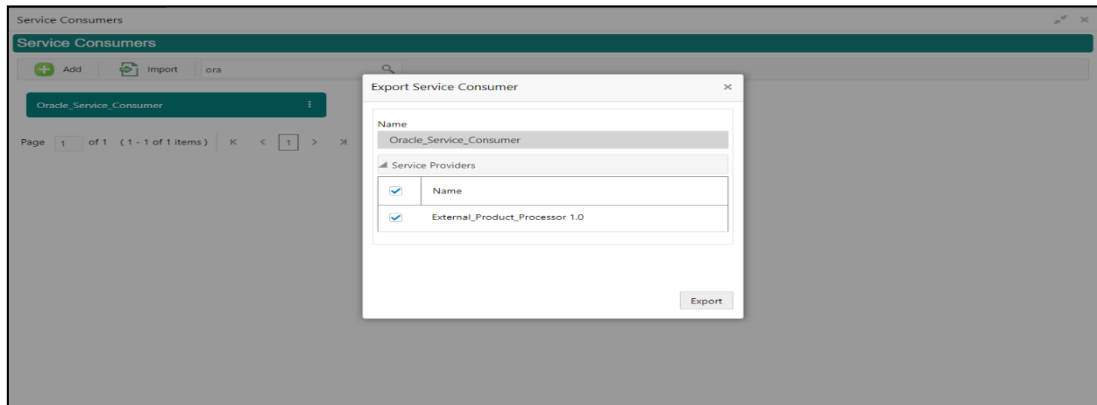 Service Consumers
Service Consumers
Add Import ora
Oracle_Service_Consumer
Page 1 of 1 (1 - 1 of 1 items) K < 1 > Ʞ
Export Service Consumer
Name
Oracle_Service_Consumer
Service Providers
Name
External_Product_Processor 1.0
Export